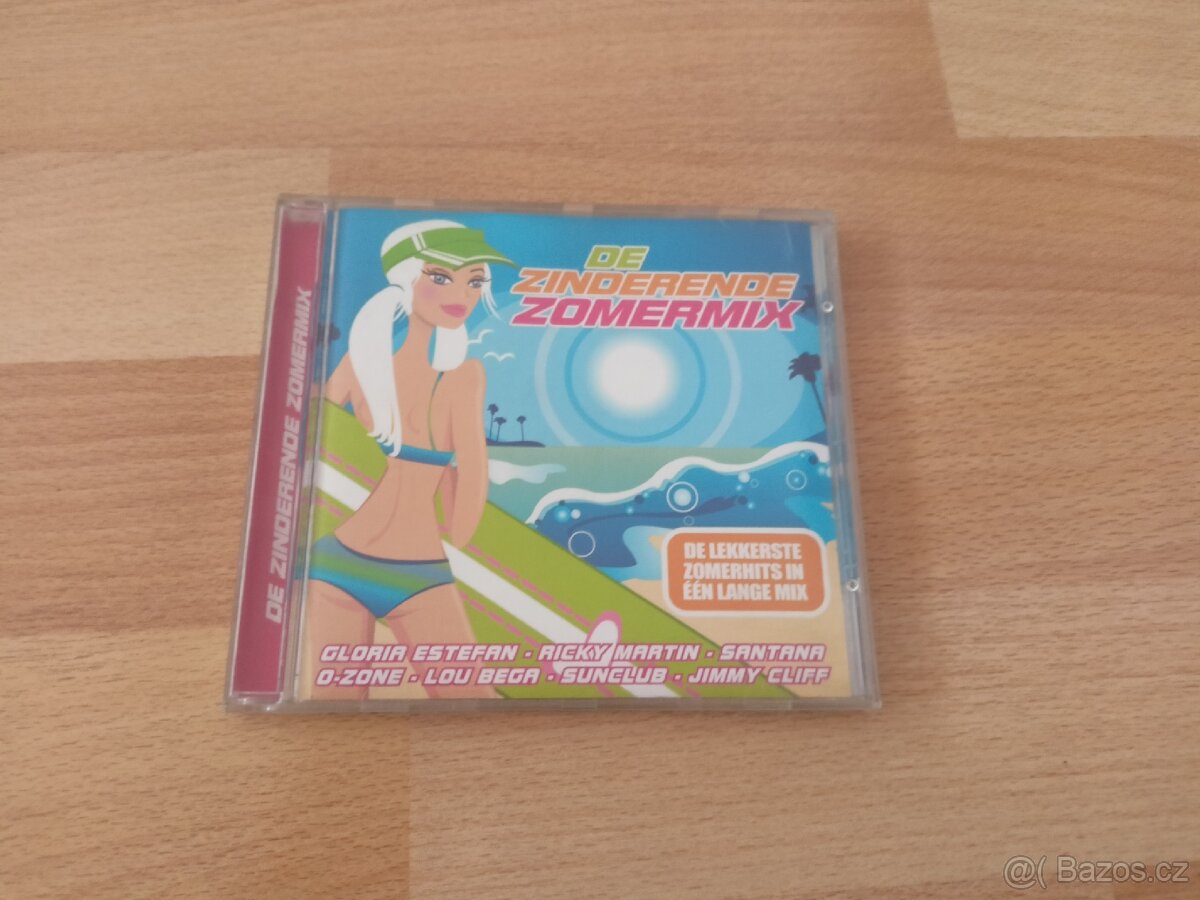 DE ZINDERENDE ZOMERMIX
DE
ZINDERENDE
ZOMERMIX
DE LEKKERSTE
ZOMERHITS IN
ÉÉN LANGE MIX
GLORIA ESTEFAN • RICKY MARTIN • SANTANA
O-ZONE • LOU BEGA • SUNCLUB • JIMMY CLIFF
@( Bazos.cz